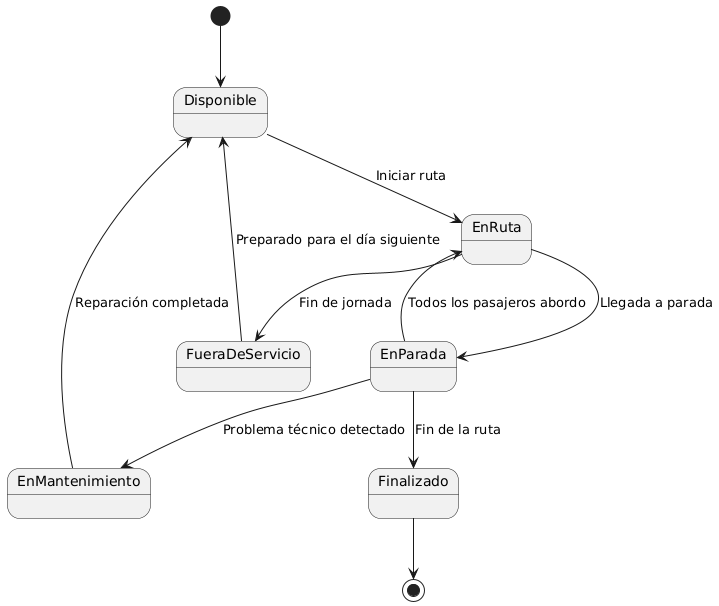 Disponible
Iniciar ruta
EnRuta
Preparado para el día siguiente
Reparación completada
Fin de jornada
Todos los pasajeros abordo
Llegada a parada
FueraDeServicio
EnParada
Problema técnico detectado
Fin de la ruta
EnMantenimiento
Finalizado